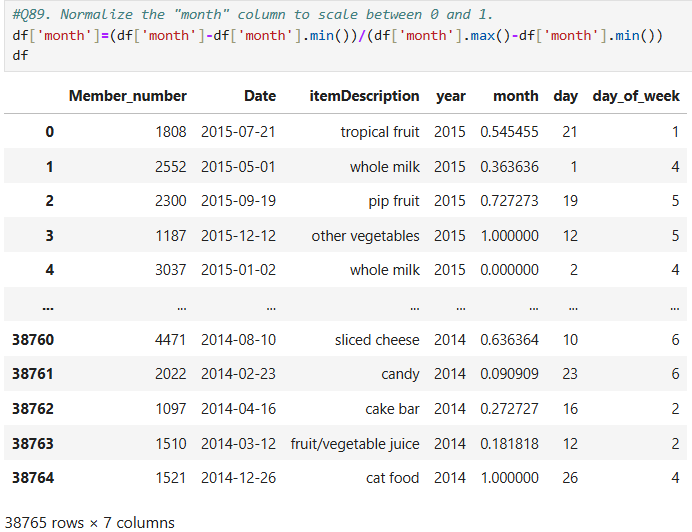 #Q89. Normalize the "month" column to scale between 0 and 1.
df['month']=(df['month']-df['month'].min())/(df['month'].max()-df['month'].min())
df
Member_number Date itemDescription year month day day_of_week
0 1808 2015-07-21 tropical fruit 2015 0.545455 21 1
1 2552 2015-05-01 whole milk 2015 0.363636 1 4
2 2300 2015-09-19 pip fruit 2015 0.727273 19 5
3 1187 2015-12-12 other vegetables 2015 1.000000 12 5
4 3037 2015-01-02 whole milk 2015 0.000000 2 4
... ... ... ... ... ... ... ...
38760 4471 2014-08-10 sliced cheese 2014 0.636364 10 6
38761 2022 2014-02-23 candy 2014 0.090909 23 6
38762 1097 2014-04-16 cake bar 2014 0.272727 16 2
38763 1510 2014-03-12 fruit/vegetable juice 2014 0.181818 12 2
38764 1521 2014-12-26 cat food 2014 1.000000 26 4
38765 rows × 7 columns